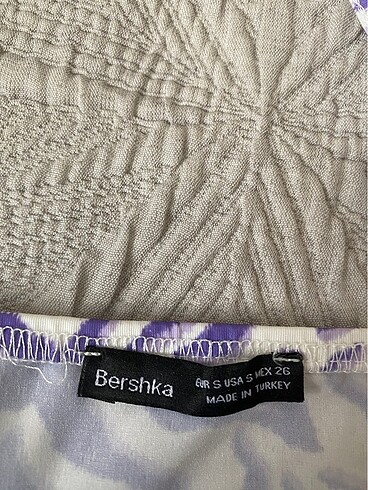 Bershka
EUR S USA S MEX 26
MADE IN TURKEY